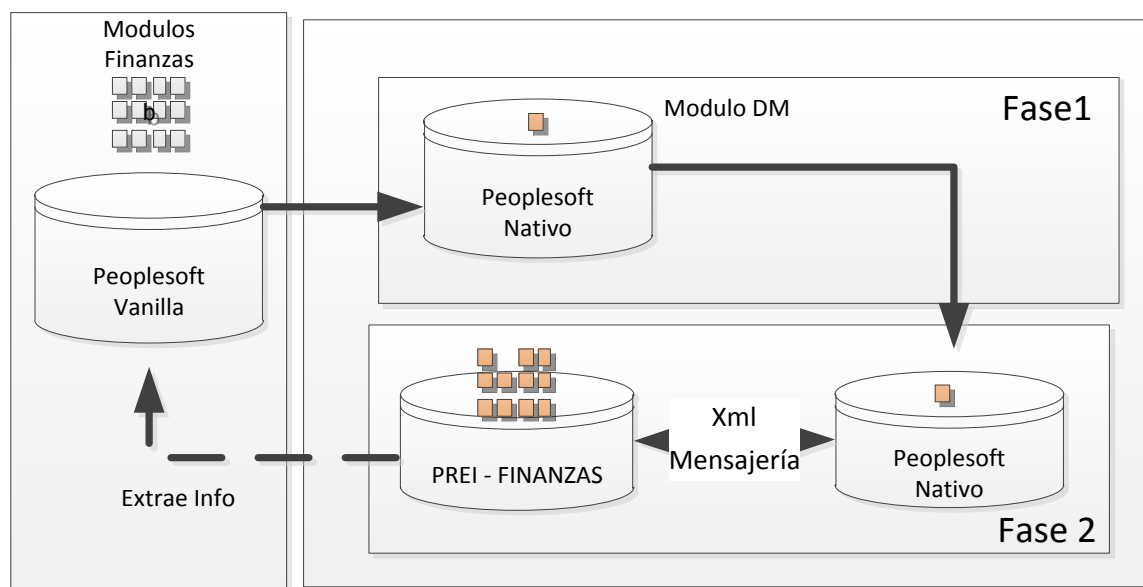 Modulos
Finanzas
b
Peoplesoft
Vanilla
Extrae Info
Peoplesoft
Nativo
Modulo DM
Fase1
PREI - FINANZAS
Xml
Mensajería
Peoplesoft
Nativo
Fase 2